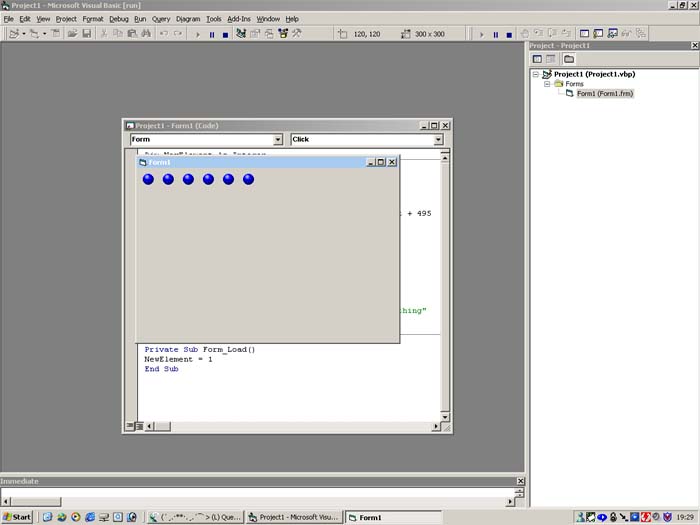 Project1 - Microsoft Visual Basic [run]
File Edit View Project Format Debug Run Query Diagram Tools Add-Ins Window Help
120, 120 300 x 300
Project - Project1
Project1 (Project1.vbp)
Forms
Form1 (Form1.frm)
Project1 - Form1 (Code)
Form Click
Form1
+ 495
hing"
Private Sub Form_Load()
NewElement = 1
End Sub
Immediate
Start (L) Que... Project1 - Microsoft Visu... Form1 19:29